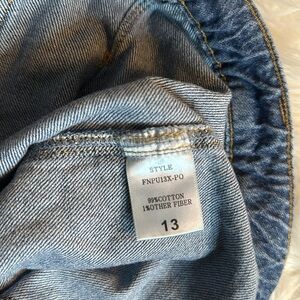 STYLE
FNPU13X-PO
99%COTTON
1%OTHER FIBER
13